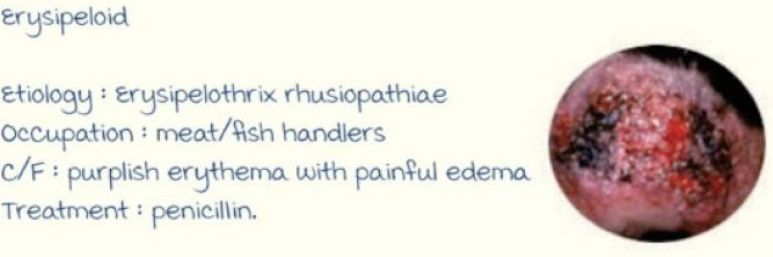 Erysipeloid
Etiology : Erysipelothrix rhusiopathiae
Occupation : meat/fish handlers
C/F : purplish erythema with painful edema
Treatment : penicillin.